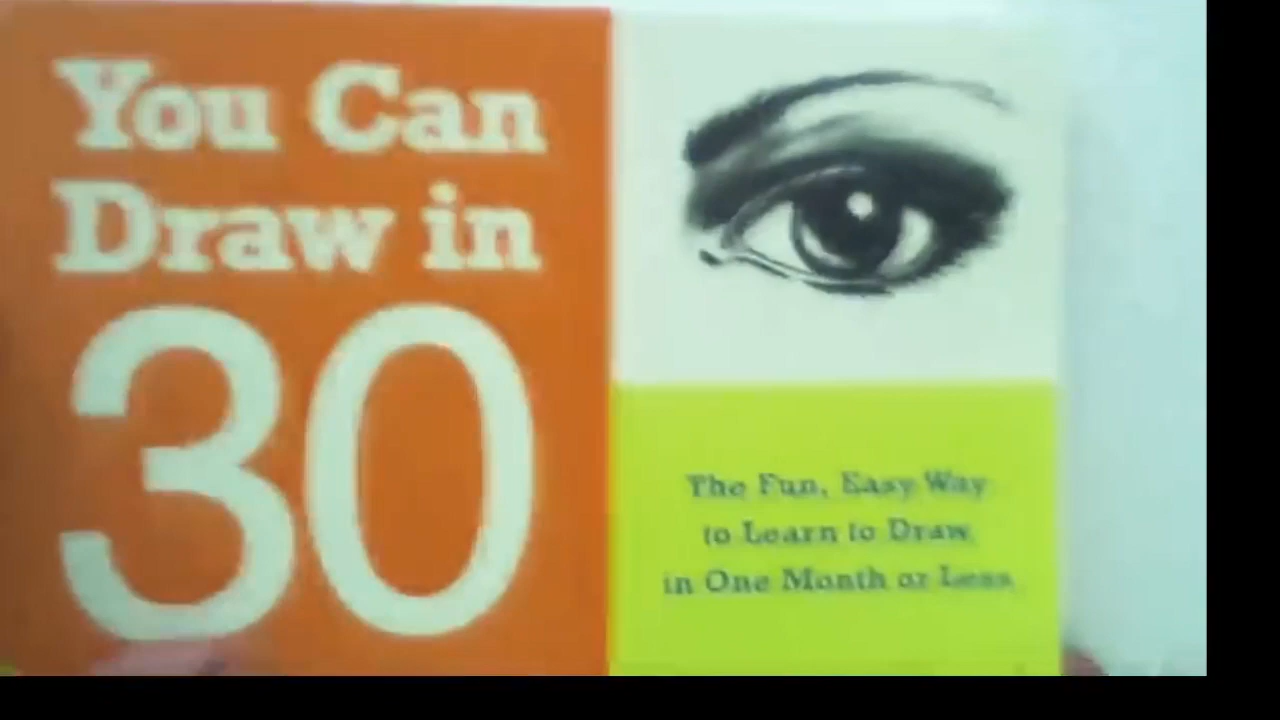 You Can
Draw in
30
The Fun, Easy Way
to Learn to Draw
in One Month or Less